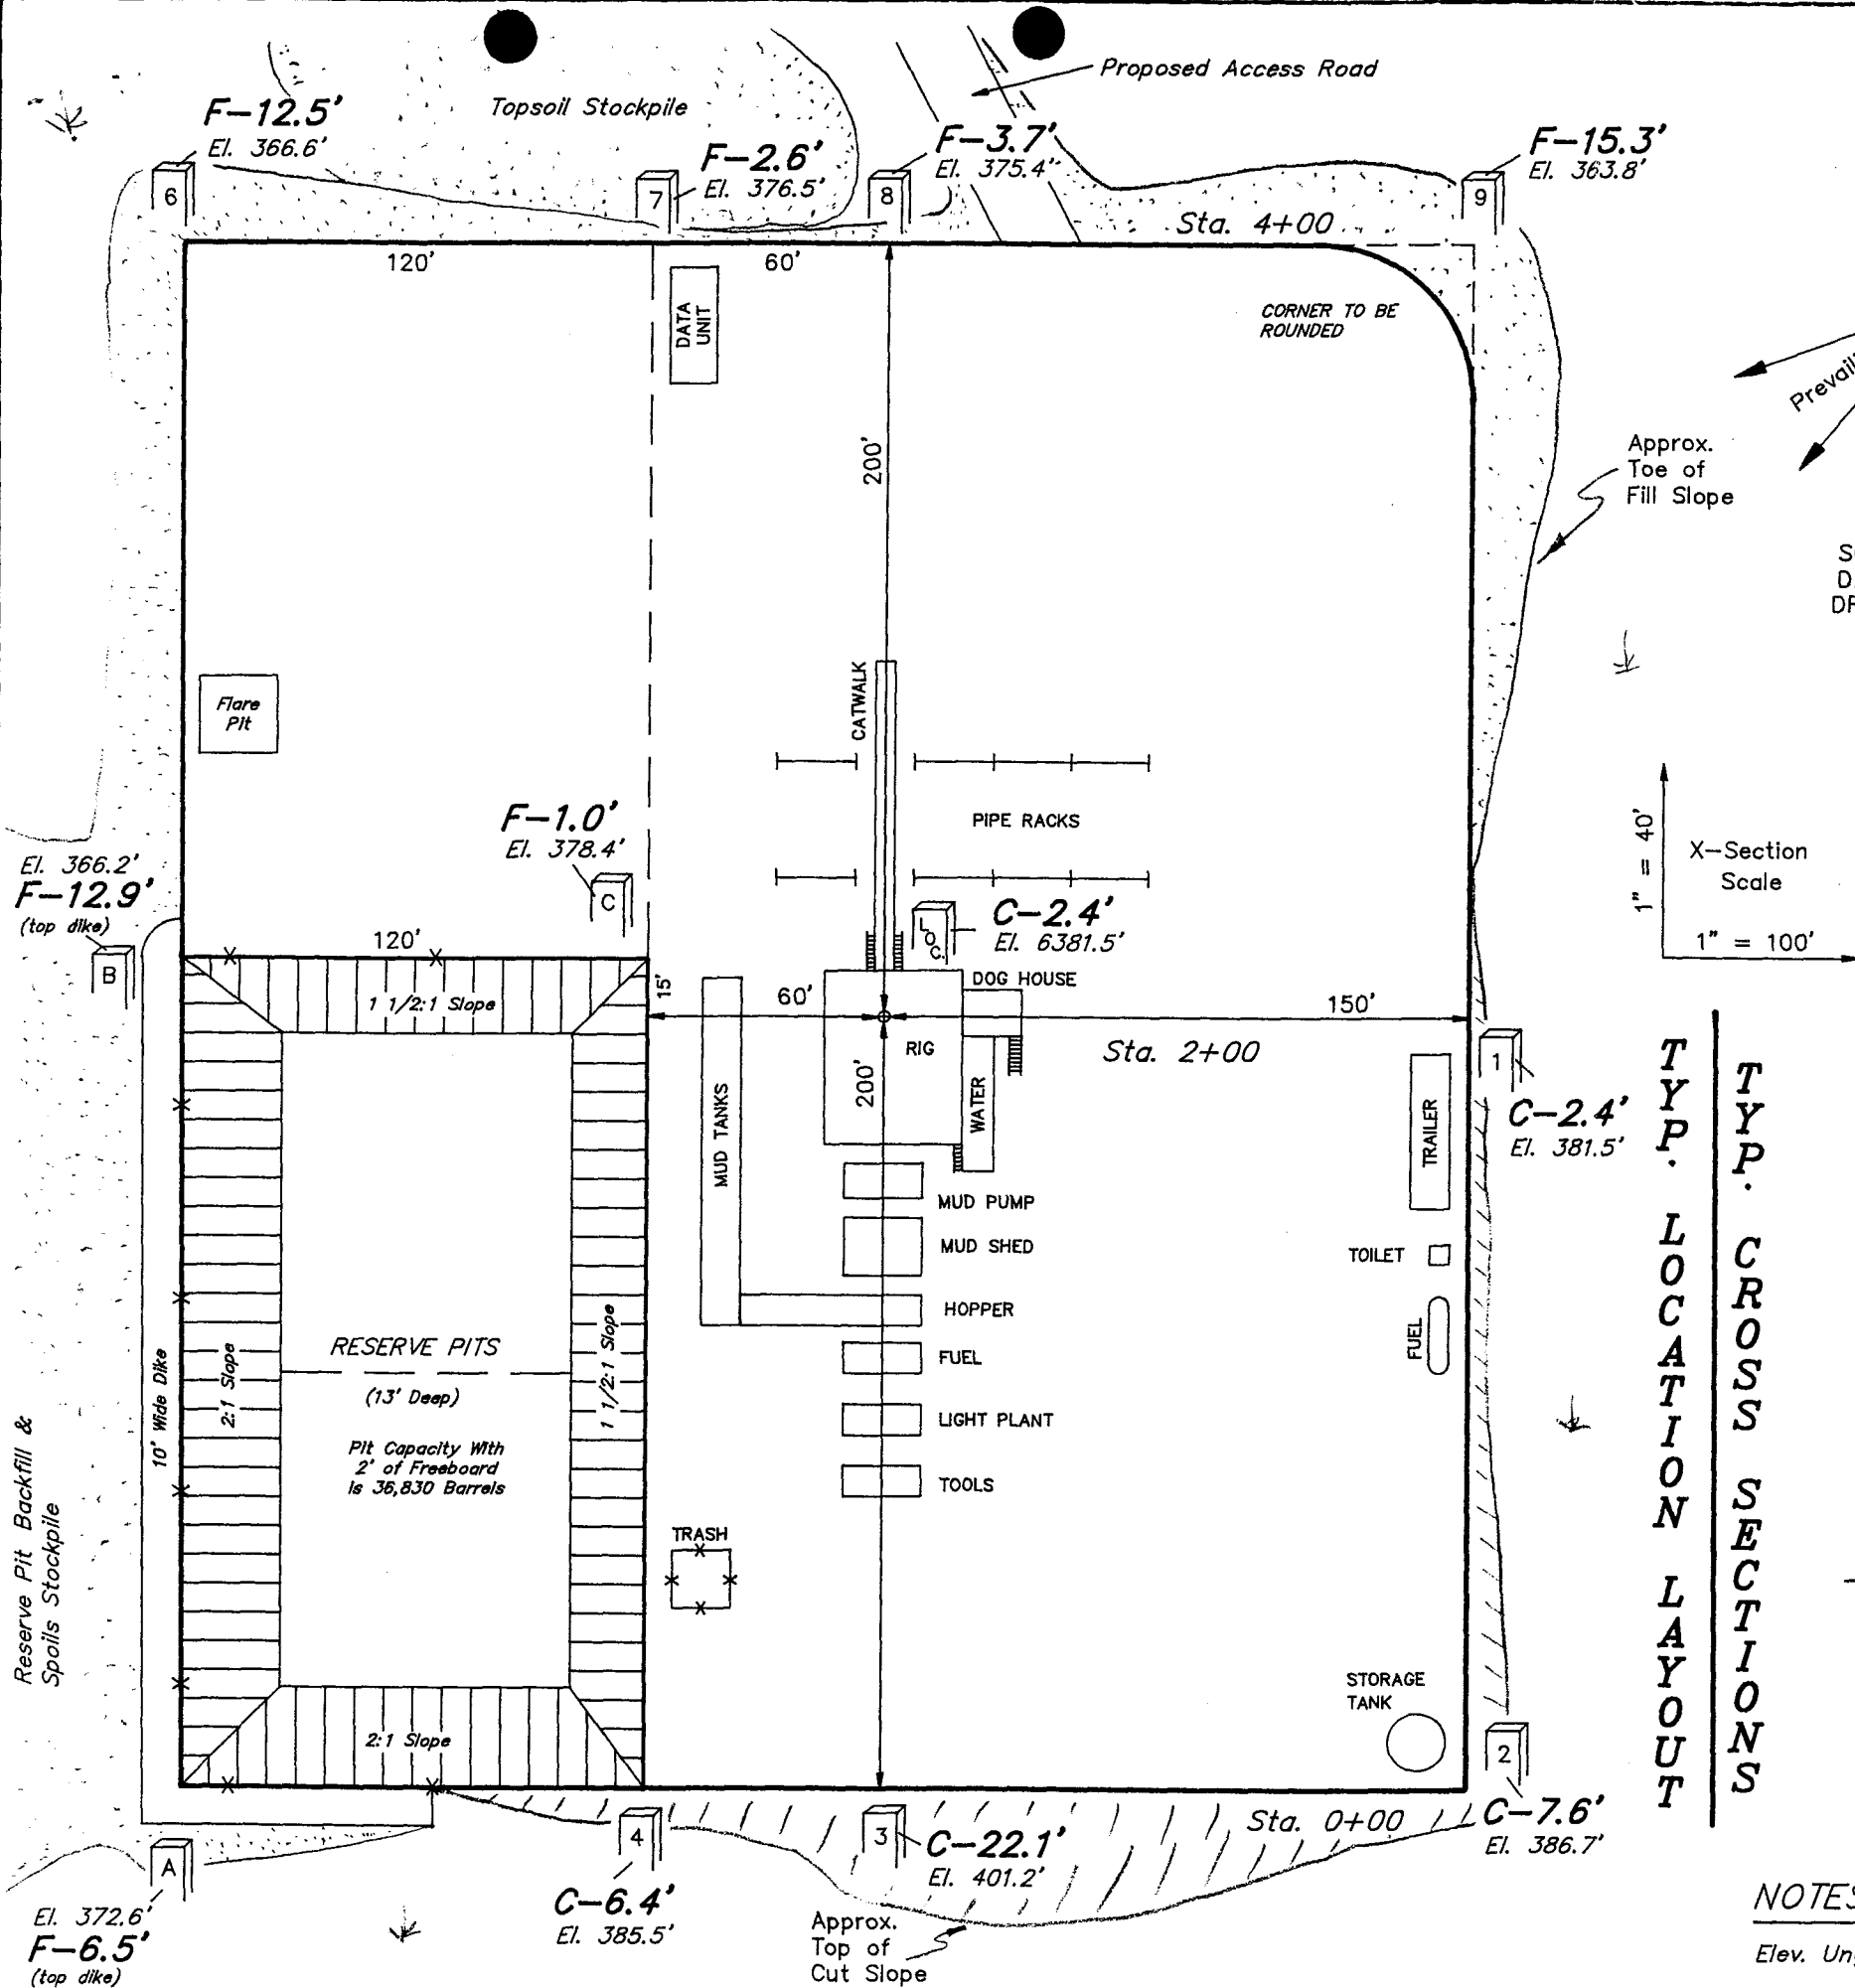 Proposed Access Road
Topsoil Stockpile
F-12.5'
El. 366.6'
6
F-2.6'
El. 376.5'
7
F-3.7'
El. 375.4'
8
F-15.3'
El. 363.8'
9
Sta. 4+00
120'
60'
DATA
UNIT
CORNER TO BE
ROUNDED
200'
Approx.
Toe of
Fill Slope
Flare
Pit
CATWALK
PIPE RACKS
F-1.0'
El. 378.4'
C
El. 366.2'
F-12.9'
(top dike)
B
LOC.
C-2.4'
El. 6381.5'
1" = 40'
X-Section
Scale
1" = 100'
120'
1 1/2:1 Slope
15'
60'
DOG HOUSE
150'
RIG
Sta. 2+00
200'
WATER
MUD TANKS
TRAILER
1
C-2.4'
El. 381.5'
MUD PUMP
MUD SHED
HOPPER
FUEL
LIGHT PLANT
TOOLS
TOILET
FUEL
RESERVE PITS
(13' Deep)
Pit Capacity With
2' of Freeboard
is 36,830 Barrels
2:1 Slope
1 1/2:1 Slope
10' Wide Dike
Reserve Pit Backfill &
Spoils Stockpile
TRASH
STORAGE
TANK
2:1 Slope
TYP. LOCATION LAYOUT
TYP. CROSS SECTIONS
2
C-7.6'
El. 386.7'
Sta. 0+00
3
C-22.1'
El. 401.2'
4
C-6.4'
El. 385.5'
A
El. 372.6'
F-6.5'
(top dike)
Approx.
Top of
Cut Slope
NOTES
Elev.